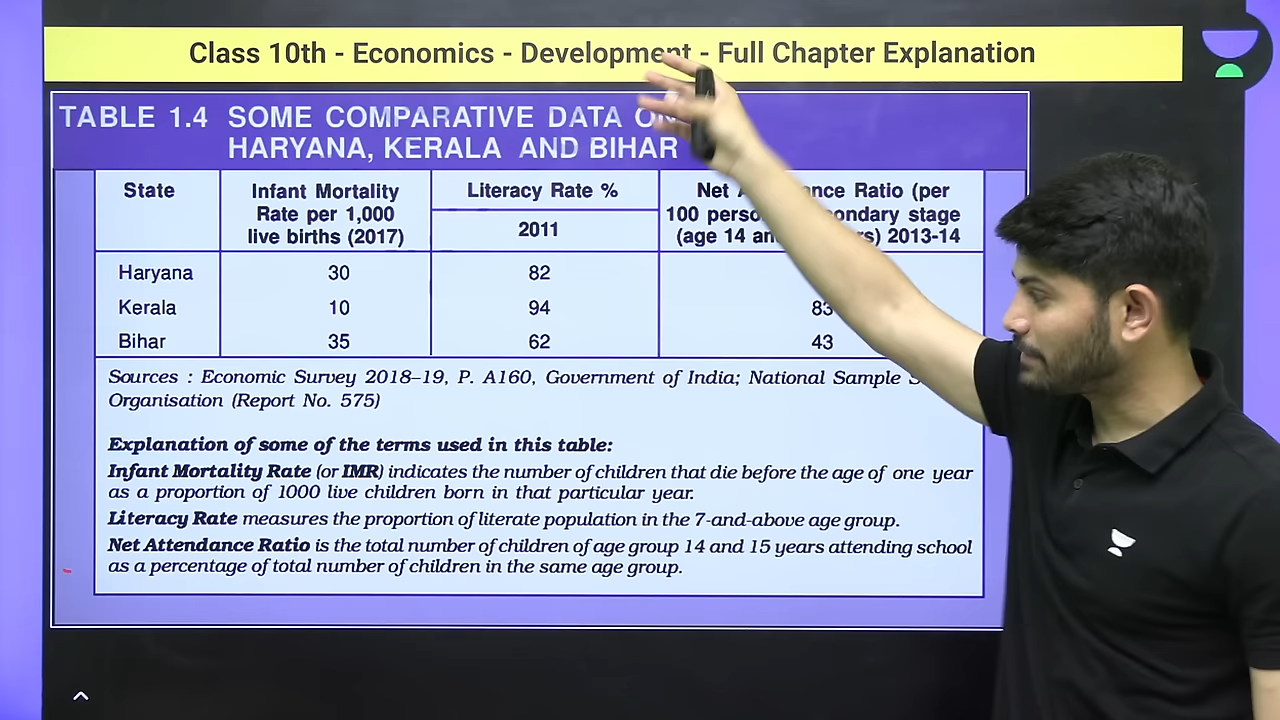 Class 10th - Economics - Development - Full Chapter Explanation
TABLE 1.4 SOME COMPARATIVE DATA ON
HARYANA, KERALA AND BIHAR
State
Infant Mortality
Rate per 1,000
live births (2017)
Literacy Rate %
2011
Net Ratio (per
100 secondary stage
(age 14 2013-14
Haryana 30 82
Kerala 10 94 83
Bihar 35 62 43
Sources : Economic Survey 2018–19, P. A160, Government of India; National Sample
Organisation (Report No. 575)
Explanation of some of the terms used in this table:
Infant Mortality Rate (or IMR) indicates the number of children that die before the age of one year
as a proportion of 1000 live children born in that particular year.
Literacy Rate measures the proportion of literate population in the 7-and-above age group.
Net Attendance Ratio is the total number of children of age group 14 and 15 years attending school
as a percentage of total number of children in the same age group.